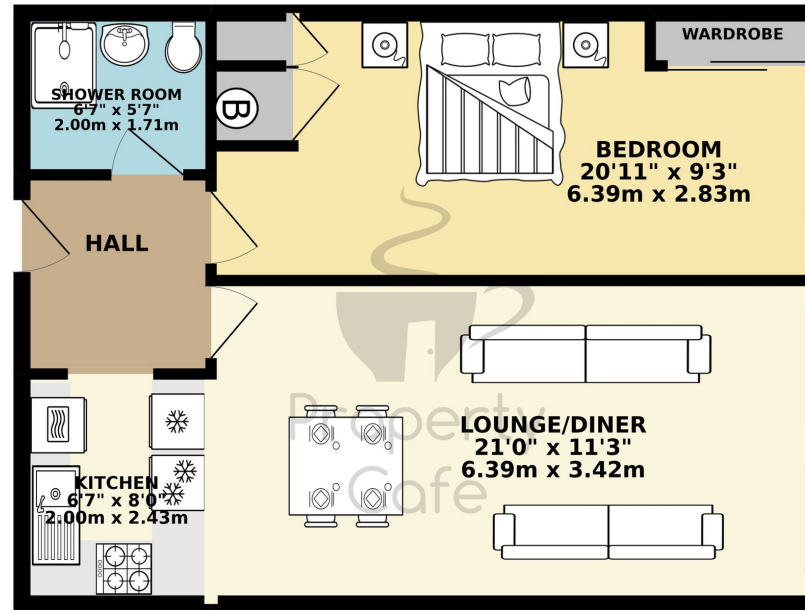 WARDROBE
SHOWER ROOM
6'7" x 5'7"
2.00m x 1.71m
B
BEDROOM
20'11" x 9'3"
6.39m x 2.83m
HALL
LOUNGE/DINER
21'0" x 11'3"
6.39m x 3.42m
KITCHEN
6'7" x 8'0"
2.00m x 2.43m
Property
Cafe